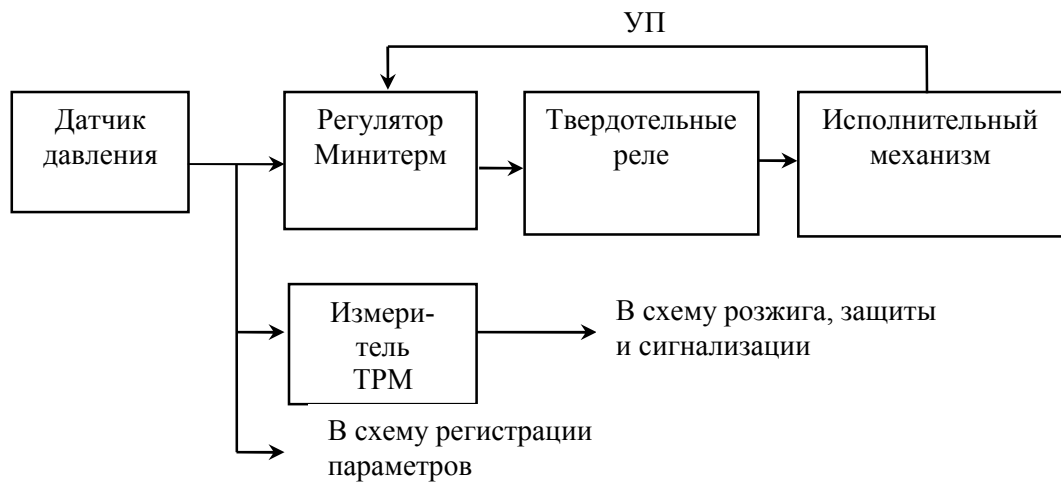 УП
Датчик
давления
Регулятор
Минитерм
Твердотельные
реле
Исполнительный
механизм
Измери-
тель
ТРМ
В схему розжига, защиты
и сигнализации
В схему регистрации
параметров